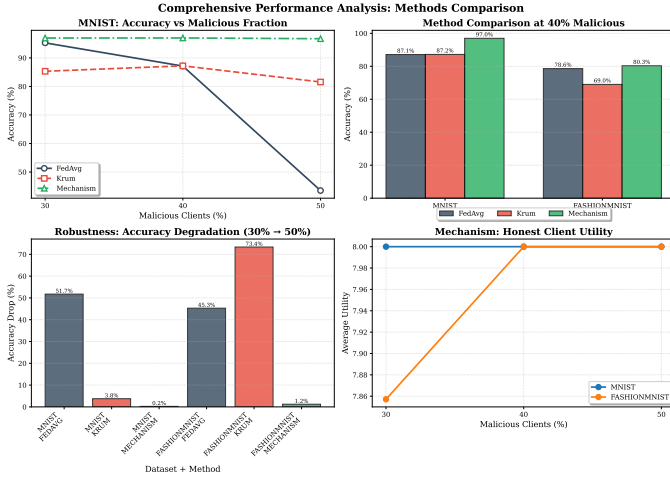 Comprehensive Performance Analysis: Methods Comparison
MNIST: Accuracy vs Malicious Fraction
Accuracy (%)
90
80
70
60
50
30
40
50
Malicious Clients (%)
FedAvg
Krum
Mechanism
Method Comparison at 40% Malicious
Accuracy (%)
100
80
60
40
20
0
87.1%
87.2%
97.0%
78.6%
69.0%
80.3%
MNIST
FASHIONMNIST
FedAvg
Krum
Mechanism
Robustness: Accuracy Degradation (30% → 50%)
Accuracy Drop (%)
70
60
50
40
30
20
10
0
51.7%
3.8%
0.2%
45.3%
73.4%
1.2%
MNIST
FEDAVG
MNIST
KRUM
MNIST
MECHANISM
FASHIONMNIST
FEDAVG
FASHIONMNIST
KRUM
FASHIONMNIST
MECHANISM
Dataset + Method
Mechanism: Honest Client Utility
Average Utility
8.00
7.98
7.96
7.94
7.92
7.90
7.88
7.86
30
40
50
Malicious Clients (%)
MNIST
FASHIONMNIST